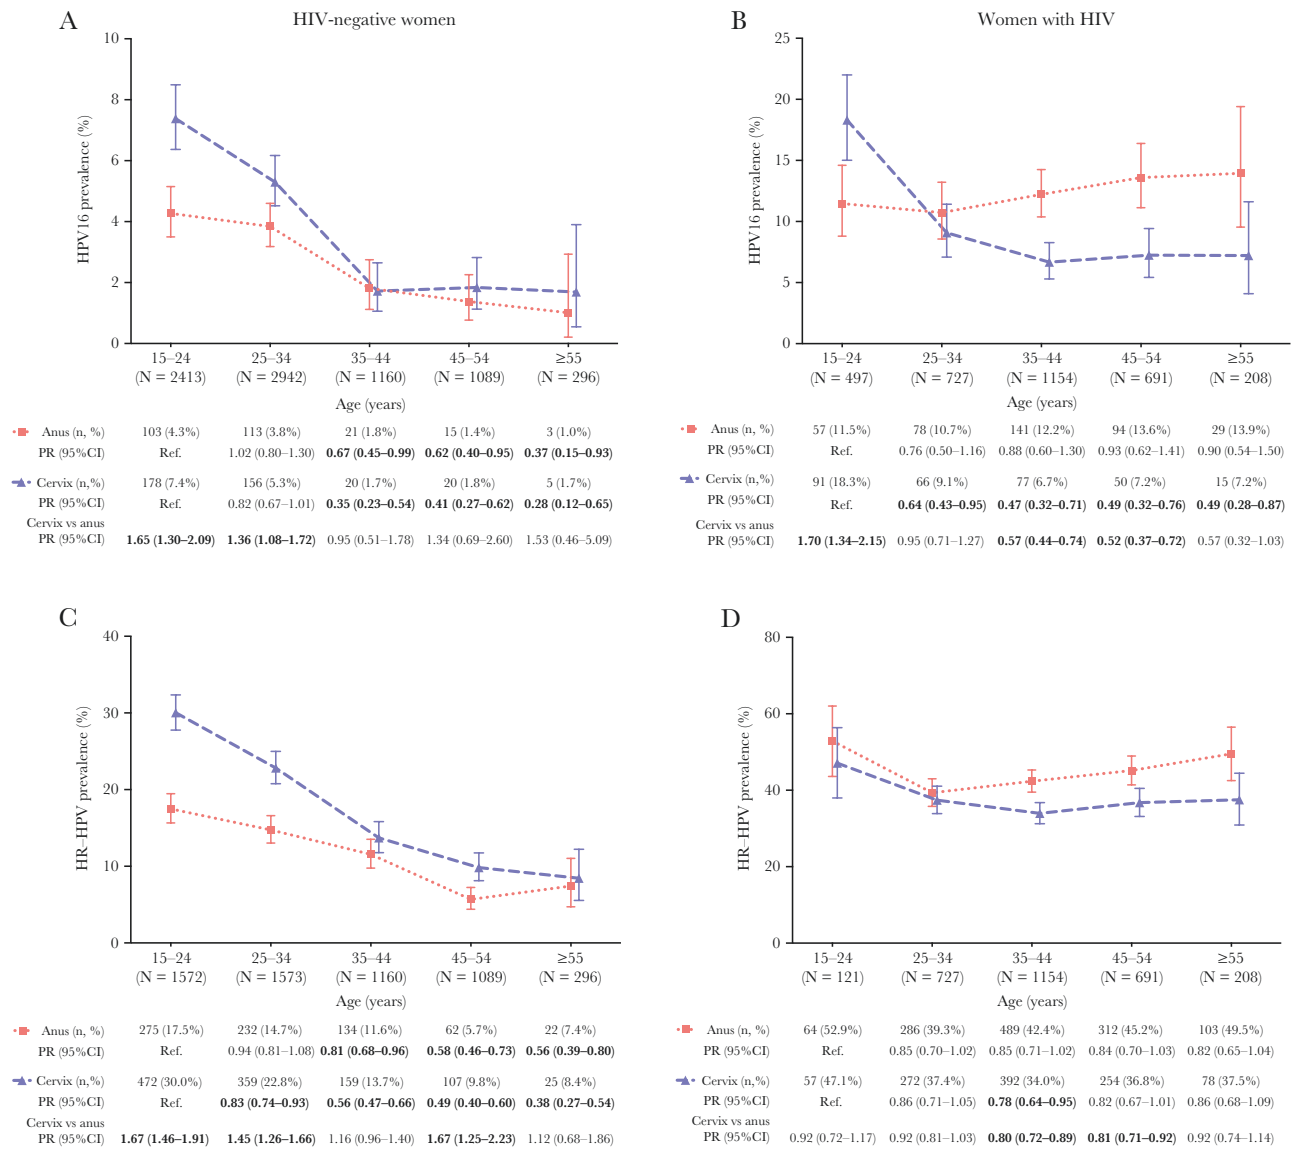 A
HIV-negative women
HPV16 prevalence (%)
10
8
6
4
2
0
15–24 25–34 35–44 45–54 ≥55
(N = 2413) (N = 2942) (N = 1160) (N = 1089) (N = 296)
Age (years)
Anus (n, %) 103 (4.3%) 113 (3.8%) 21 (1.8%) 15 (1.4%) 3 (1.0%)
PR (95%CI) Ref. 1.02 (0.80–1.30) 0.67 (0.45–0.99) 0.62 (0.40–0.95) 0.37 (0.15–0.93)
Cervix (n,%) 178 (7.4%) 156 (5.3%) 20 (1.7%) 20 (1.8%) 5 (1.7%)
PR (95%CI) Ref. 0.82 (0.67–1.01) 0.35 (0.23–0.54) 0.41 (0.27–0.62) 0.28 (0.12–0.65)
Cervix vs anus
PR (95%CI) 1.65 (1.30–2.09) 1.36 (1.08–1.72) 0.95 (0.51–1.78) 1.34 (0.69–2.60) 1.53 (0.46–5.09)
B
Women with HIV
HPV16 prevalence (%)
25
20
15
10
5
0
15–24 25–34 35–44 45–54 ≥55
(N = 497) (N = 727) (N = 1154) (N = 691) (N = 208)
Age (years)
Anus (n, %) 57 (11.5%) 78 (10.7%) 141 (12.2%) 94 (13.6%) 29 (13.9%)
PR (95%CI) Ref. 0.76 (0.50–1.16) 0.88 (0.60–1.30) 0.93 (0.62–1.41) 0.90 (0.54–1.50)
Cervix (n,%) 91 (18.3%) 66 (9.1%) 77 (6.7%) 50 (7.2%) 15 (7.2%)
PR (95%CI) Ref. 0.64 (0.43–0.95) 0.47 (0.32–0.71) 0.49 (0.32–0.76) 0.49 (0.28–0.87)
Cervix vs anus
PR (95%CI) 1.70 (1.34–2.15) 0.95 (0.71–1.27) 0.57 (0.44–0.74) 0.52 (0.37–0.72) 0.57 (0.32–1.03)
C
HR–HPV prevalence (%)
40
30
20
10
0
15–24 25–34 35–44 45–54 ≥55
(N = 1572) (N = 1573) (N = 1160) (N = 1089) (N = 296)
Age (years)
Anus (n, %) 275 (17.5%) 232 (14.7%) 134 (11.6%) 62 (5.7%) 22 (7.4%)
PR (95%CI) Ref. 0.94 (0.81–1.08) 0.81 (0.68–0.96) 0.58 (0.46–0.73) 0.56 (0.39–0.80)
Cervix (n,%) 472 (30.0%) 359 (22.8%) 159 (13.7%) 107 (9.8%) 25 (8.4%)
PR (95%CI) Ref. 0.83 (0.74–0.93) 0.56 (0.47–0.66) 0.49 (0.40–0.60) 0.38 (0.27–0.54)
Cervix vs anus
PR (95%CI) 1.67 (1.46–1.91) 1.45 (1.26–1.66) 1.16 (0.96–1.40) 1.67 (1.25–2.23) 1.12 (0.68–1.86)
D
HR–HPV prevalence (%)
80
60
40
20
0
15–24 25–34 35–44 45–54 ≥55
(N = 121) (N = 727) (N = 1154) (N = 691) (N = 208)
Age (years)
Anus (n, %) 64 (52.9%) 286 (39.3%) 489 (42.4%) 312 (45.2%) 103 (49.5%)
PR (95%CI) Ref. 0.85 (0.70–1.02) 0.85 (0.71–1.02) 0.84 (0.70–1.03) 0.82 (0.65–1.04)
Cervix (n,%) 57 (47.1%) 272 (37.4%) 392 (34.0%) 254 (36.8%) 78 (37.5%)
PR (95%CI) Ref. 0.86 (0.71–1.05) 0.78 (0.64–0.95) 0.82 (0.67–1.01) 0.86 (0.68–1.09)
Cervix vs anus
PR (95%CI) 0.92 (0.72–1.17) 0.92 (0.81–1.03) 0.80 (0.72–0.89) 0.81 (0.71–0.92) 0.92 (0.74–1.14)